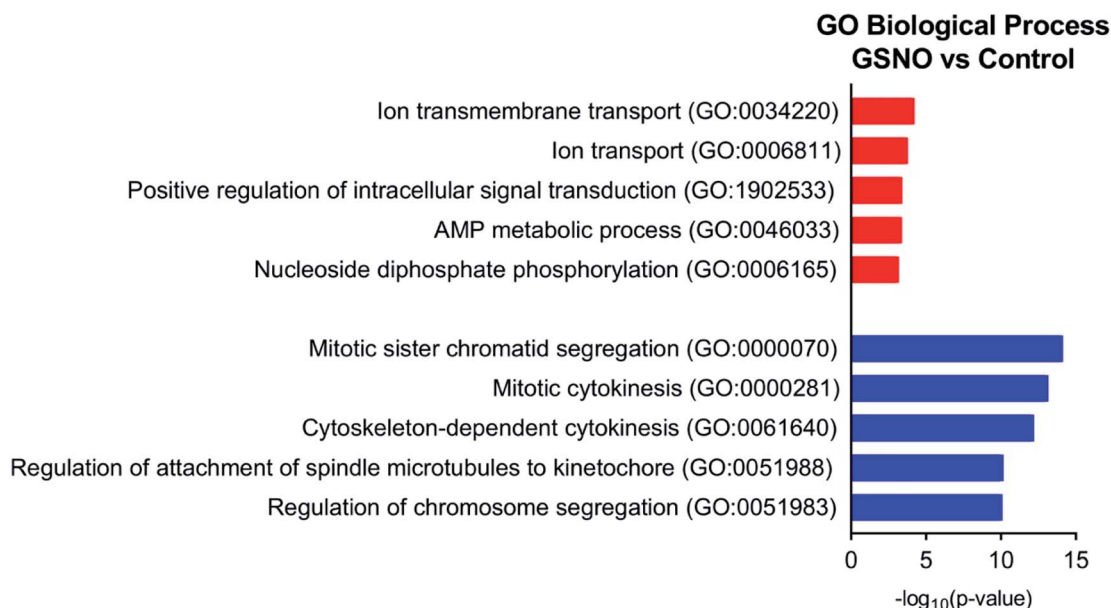 GO Biological Process
GSNO vs Control
Ion transmembrane transport (GO:0034220)
Ion transport (GO:0006811)
Positive regulation of intracellular signal transduction (GO:1902533)
AMP metabolic process (GO:0046033)
Nucleoside diphosphate phosphorylation (GO:0006165)
Mitotic sister chromatid segregation (GO:0000070)
Mitotic cytokinesis (GO:0000281)
Cytoskeleton-dependent cytokinesis (GO:0061640)
Regulation of attachment of spindle microtubules to kinetochore (GO:0051988)
Regulation of chromosome segregation (GO:0051983)
0 5 10 15
-log10(p-value)